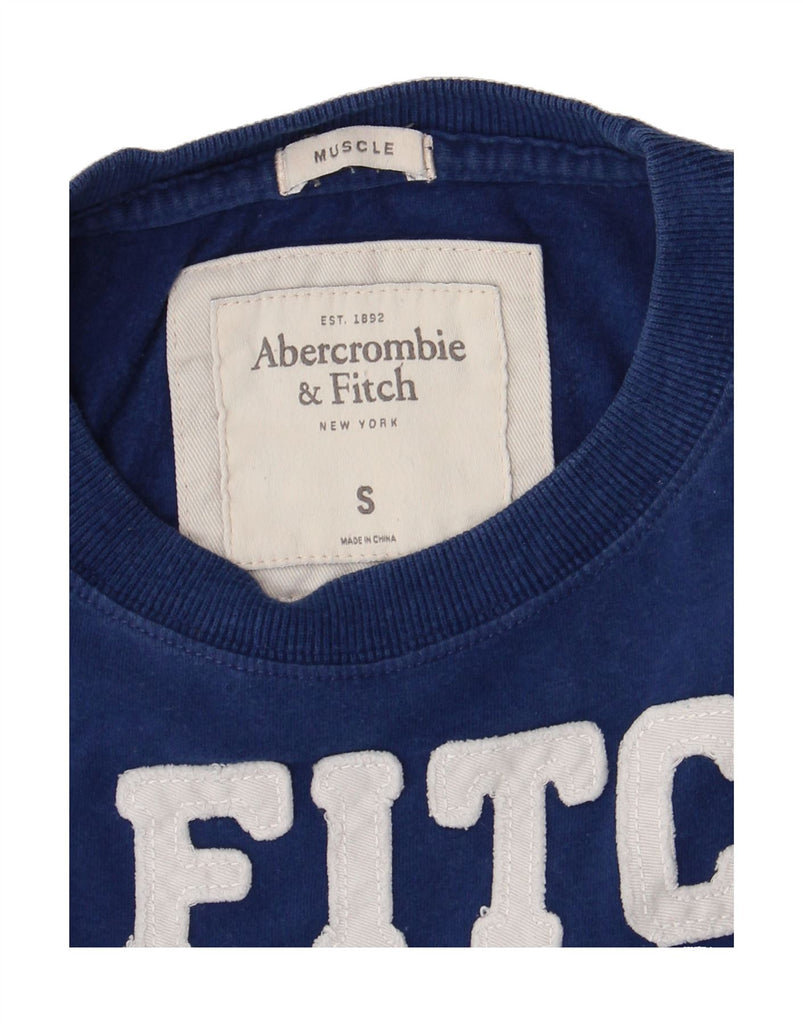 MUSCLE
EST. 1892
Abercrombie
& Fitch
NEW YORK
S
MADE IN CHINA
FITC